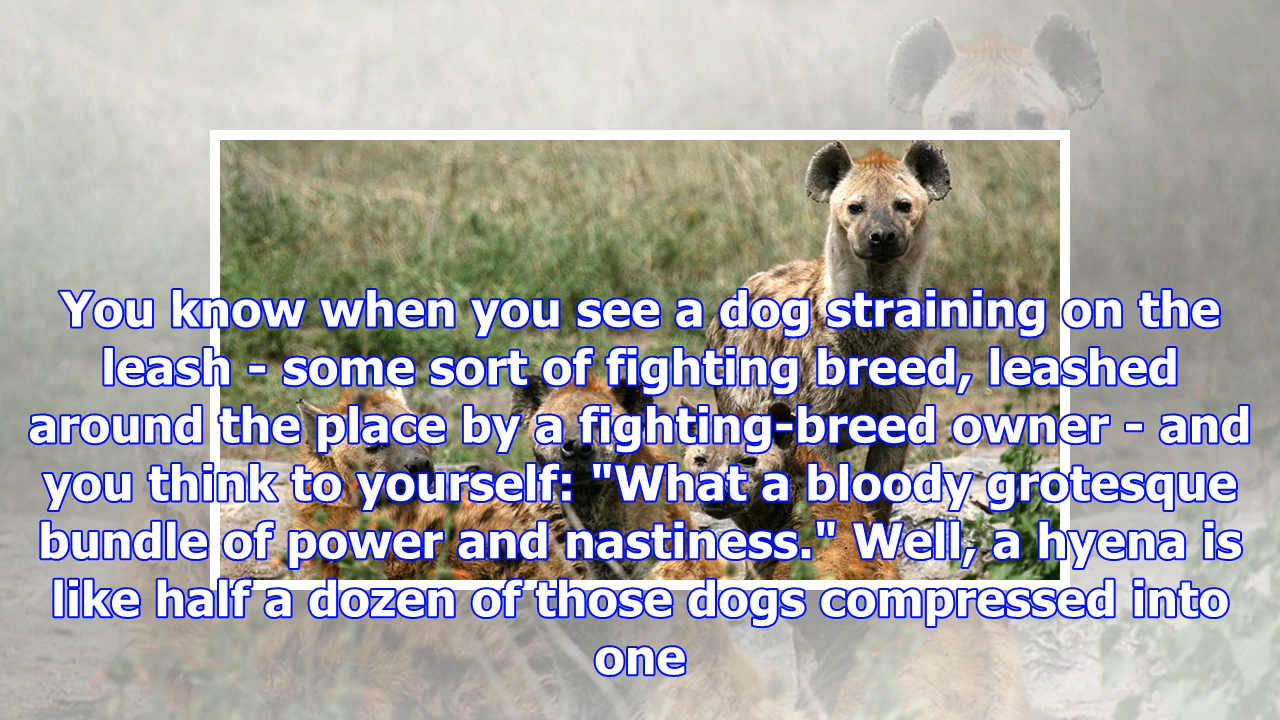 You know when you see a dog straining on the
leash - some sort of fighting breed, leashed
around the place by a fighting-breed owner - and
you think to yourself: "What a bloody grotesque
bundle of power and nastiness." Well, a hyena is
like half a dozen of those dogs compressed into
one